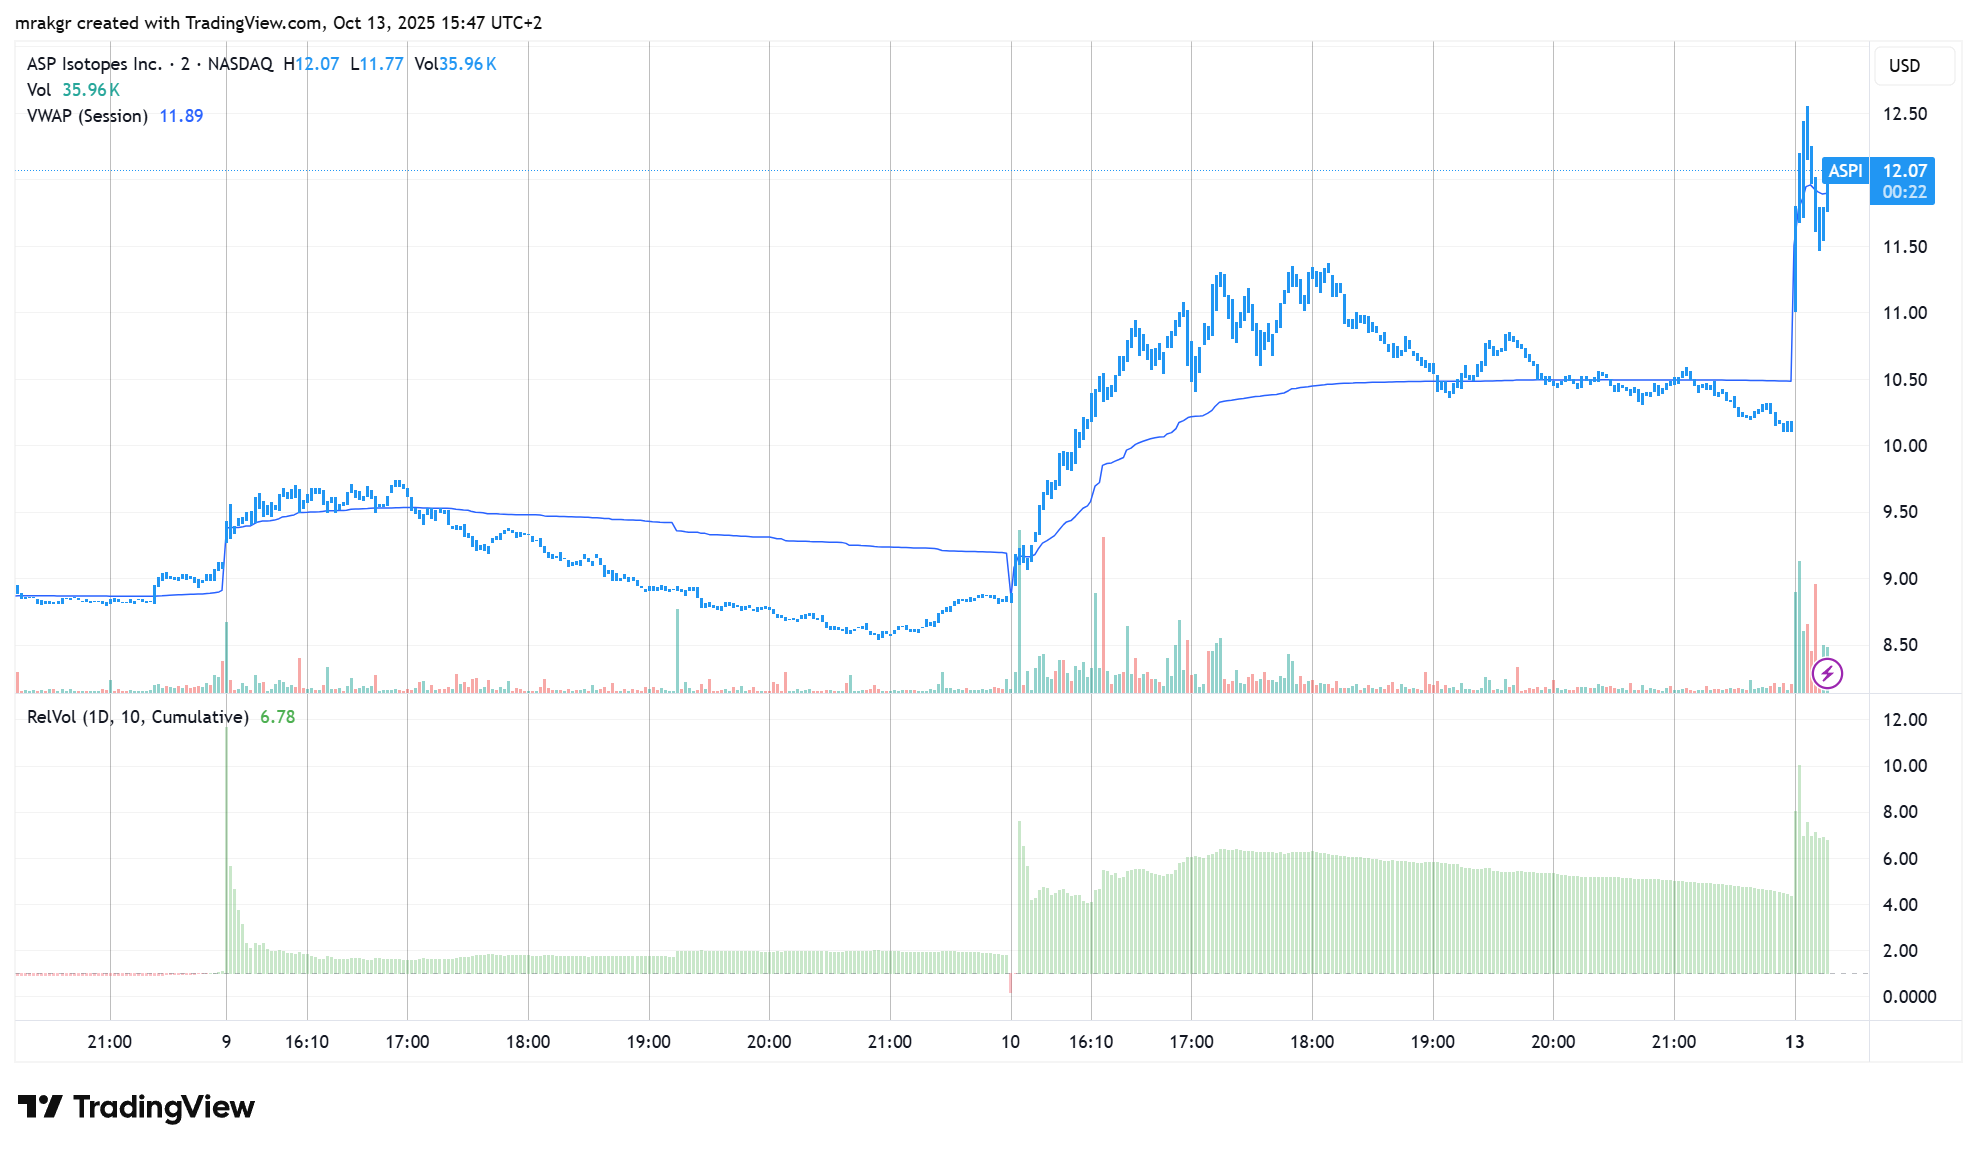 mrakgr created with TradingView.com, Oct 13, 2025 15:47 UTC+2
ASP Isotopes Inc. · 2 · NASDAQ H12.07 L11.77 Vol35.96 K
Vol 35.96 K
VWAP (Session) 11.89
USD
12.50
ASPI 12.07
00:22
11.50
11.00
10.50
10.00
9.50
9.00
8.50
RelVol (1D, 10, Cumulative) 6.78
12.00
10.00
8.00
6.00
4.00
2.00
0.0000
21:00 9 16:10 17:00 18:00 19:00 20:00 21:00 10 16:10 17:00 18:00 19:00 20:00 21:00 13
TradingView